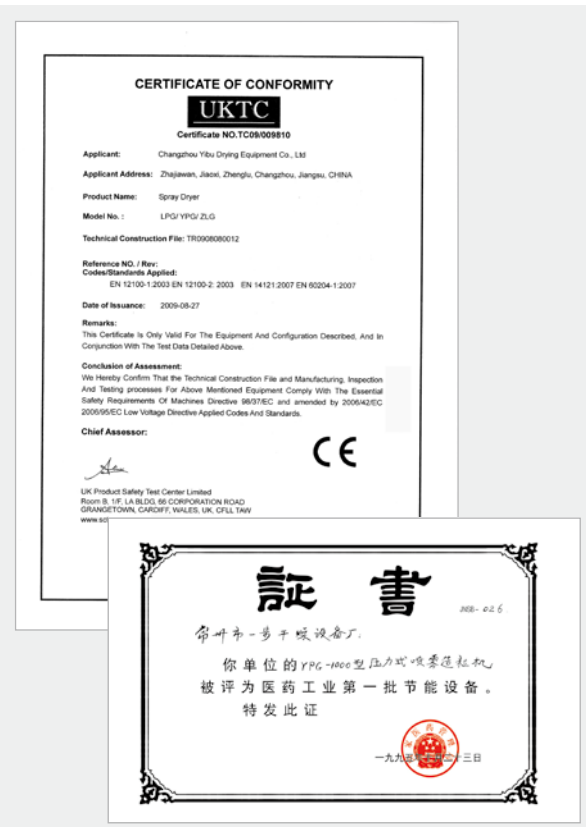 CERTIFICATE OF CONFORMITY
UKTC
Certificate NO.TC09/009810
Applicant: Changzhou Yibu Drying Equipment Co., Ltd
Applicant Address: Zhajiawan, Jiaoxi, Zhenglu, Changzhou, Jiangsu, CHINA
Product Name: Spray Dryer
Model No. : LPG/ YPG/ ZLG
Technical Construction File: TR0908080012
Reference NO. / Rev:
Codes/Standards Applied:
EN 12100-1:2003 EN 12100-2: 2003 EN 14121:2007 EN 60204-1:2007
Date of Issuance: 2009-08-27
Remarks:
This Certificate Is Only Valid For The Equipment And Configuration Described, And In
Conjunction With The Test Data Detailed Above.
Conclusion of Assessment:
We Hereby Confirm That the Technical Construction File and Manufacturing, Inspection
And Testing processes For Above Mentioned Equipment Comply With The Essential
Safety Requirements Of Machines Directive 98/37/EC and amended by 2006/42/EC
2006/95/EC Low Voltage Directive Applied Codes And Standards.
Chief Assessor:
CE
UK Product Safety Test Center Limited
Room B, 1/F, LA BLDG, 66 CORPORATION ROAD
GRANGETOWN, CARDIFF, WALES, UK, CFLL TAW
証書
JNSB- 026
常州市一步干燥设备厂:
你单位的YPG-1000型压力式喷雾造粒机
被评为医药工业第一批节能设备。
特发此证
一九九五年
三日